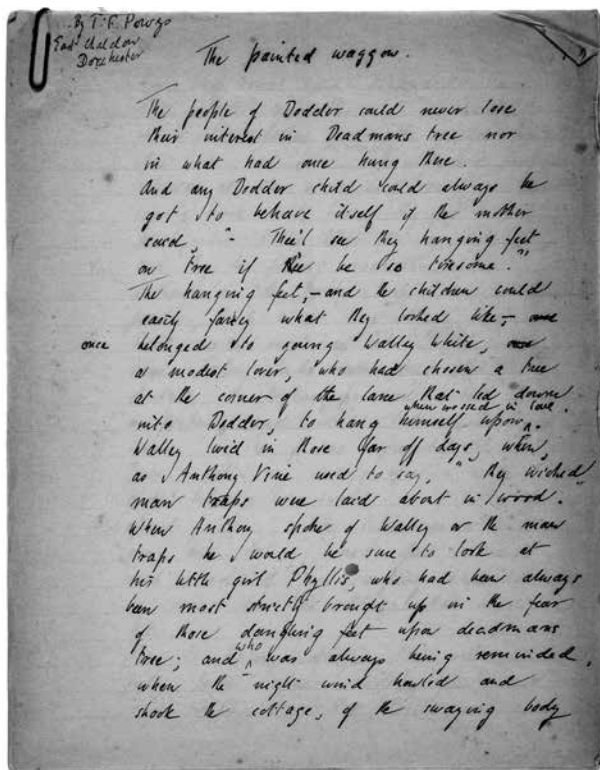 By T. F. Powys
East Chaldon
Dorchester
The painted waggon.
The people of Dodder could never lose
their interest in Deadmans tree nor
in what had once hung there.
And any Dodder child could always be
got to behave itself if the mother
said, "- Thee'l see they hanging feet
on tree if thee be so tiresome."
The hanging feet,- and the children could
easily fancy what they looked like,- one
once belonged to young Walley White, one
a modest lover, who had chosen a tree
at the corner of the lane that led down
into Dodder, to hang himself upon when crossed in love.
Walley lived in those far off days, when,
as Anthony Vine used to say, "they wicked
man traps were laid about in wood."
When Anthony spoke of Walley or the man
traps he would be sure to look at
his little girl Phyllis, who had been always
been most strictly brought up in the fear
of those dangling feet upon deadmans
tree; and who was always being reminded,
when the night wind howled and
shook the cottage, of the swaying body